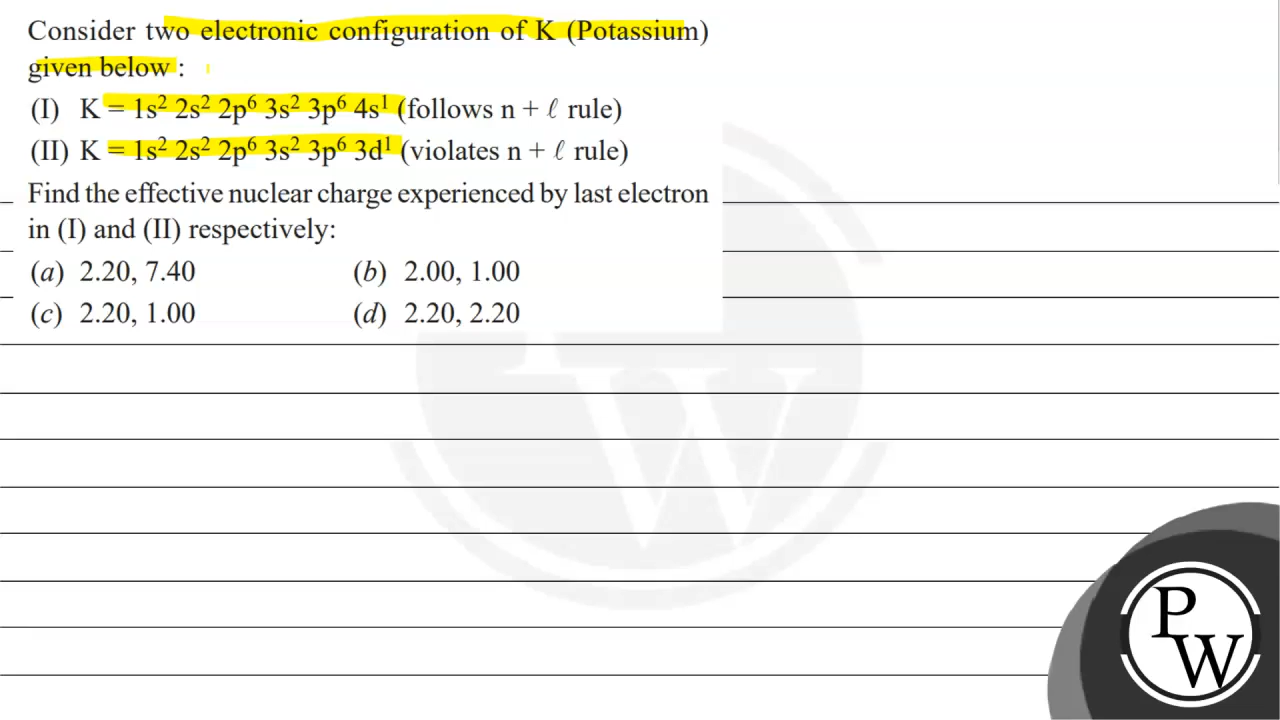 Consider two electronic configuration of K (Potassium)
given below :
(I) K = 1s² 2s² 2p⁶ 3s² 3p⁶ 4s¹ (follows n + ℓ rule)
(II) K = 1s² 2s² 2p⁶ 3s² 3p⁶ 3d¹ (violates n + ℓ rule)
Find the effective nuclear charge experienced by last electron
in (I) and (II) respectively:
(a) 2.20, 7.40 (b) 2.00, 1.00
(c) 2.20, 1.00 (d) 2.20, 2.20
W
P
W